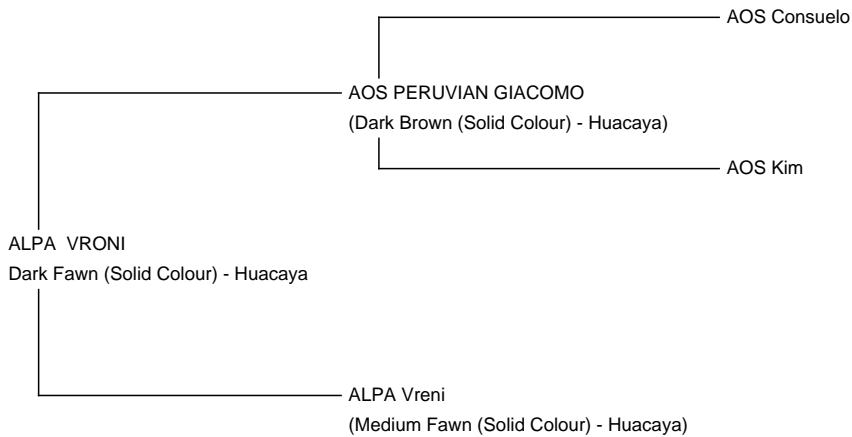 AOS Consuelo
AOS PERUVIAN GIACOMO
(Dark Brown (Solid Colour) - Huacaya)
AOS Kim
ALPA  VRONI
Dark Fawn (Solid Colour) - Huacaya
ALPA Vreni
(Medium Fawn (Solid Colour) - Huacaya)